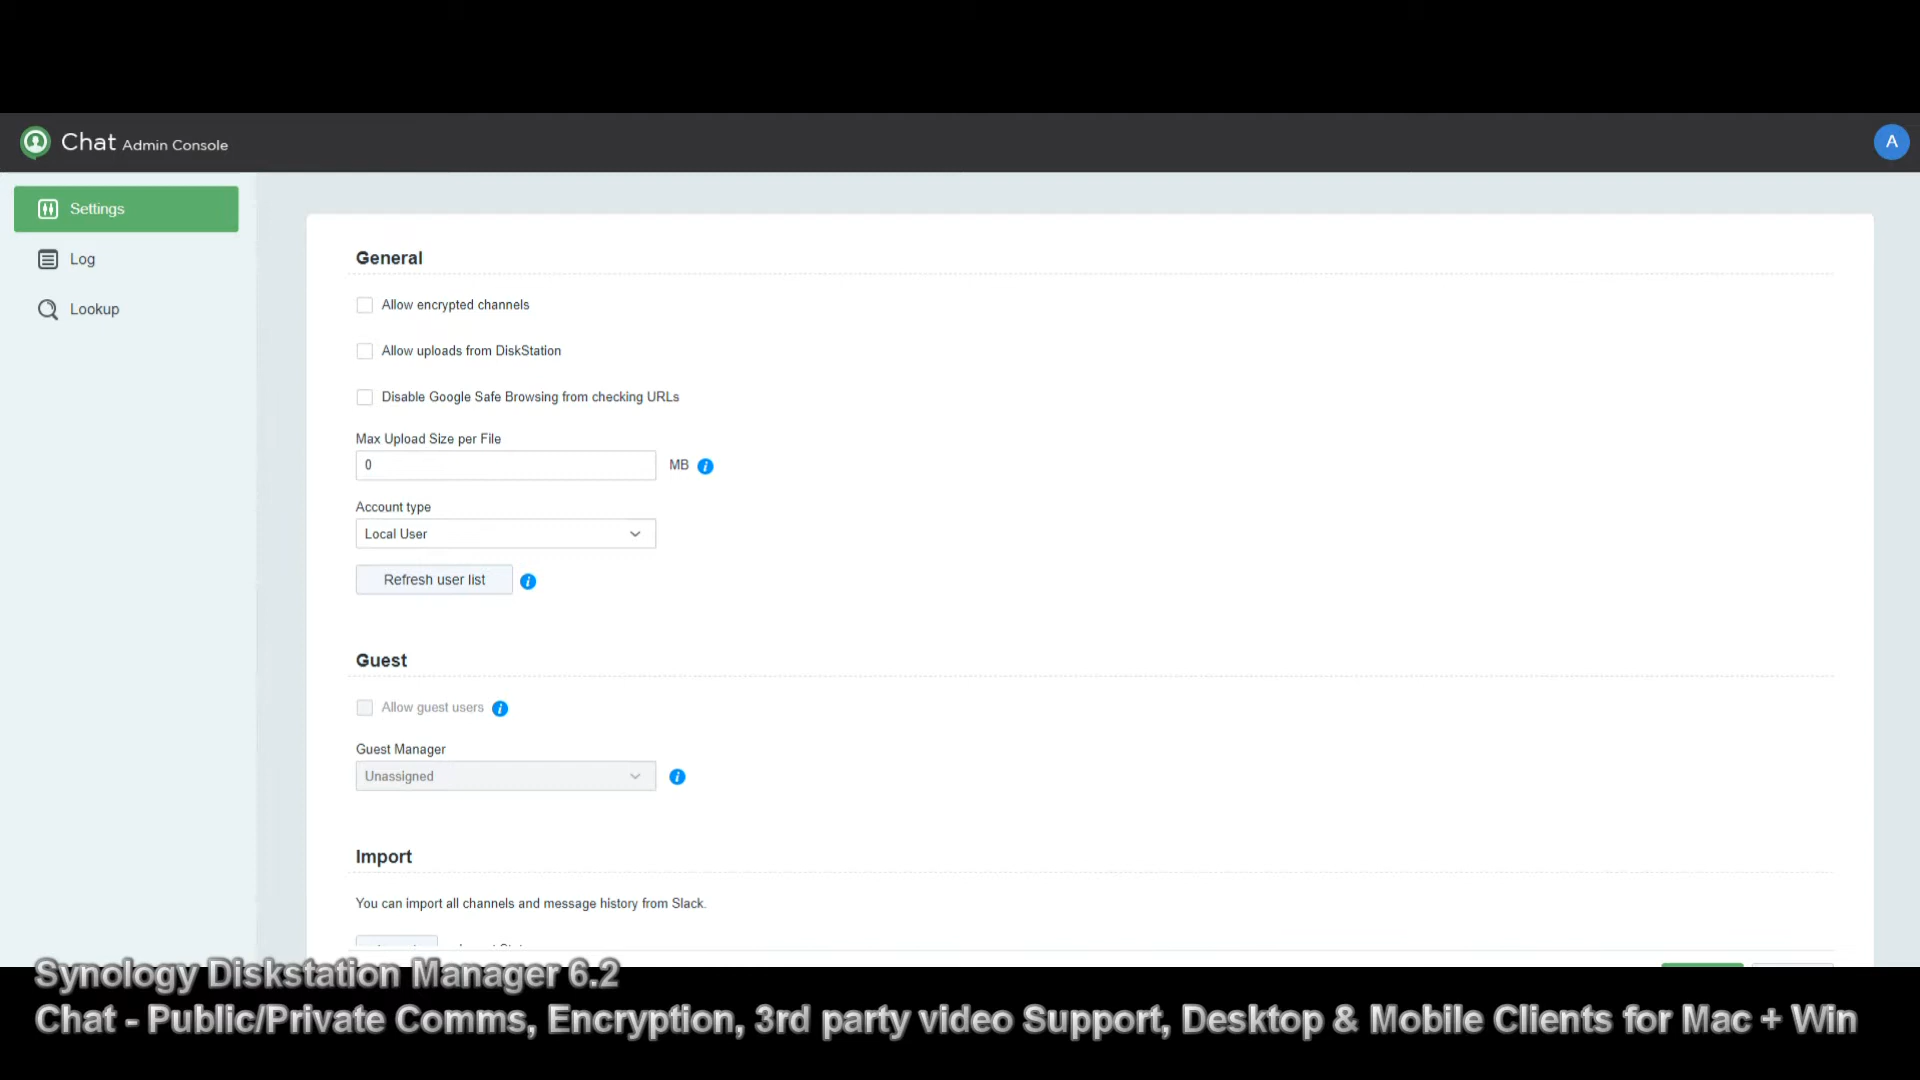 Chat Admin Console
A
Settings
Log
Lookup
General
Allow encrypted channels
Allow uploads from DiskStation
Disable Google Safe Browsing from checking URLs
Max Upload Size per File
0
MB
Account type
Local User
Refresh user list
Guest
Allow guest users
Guest Manager
Unassigned
Import
You can import all channels and message history from Slack.
Synology Diskstation Manager 6.2
Chat - Public/Private Comms, Encryption, 3rd party video Support, Desktop & Mobile Clients for Mac + Win